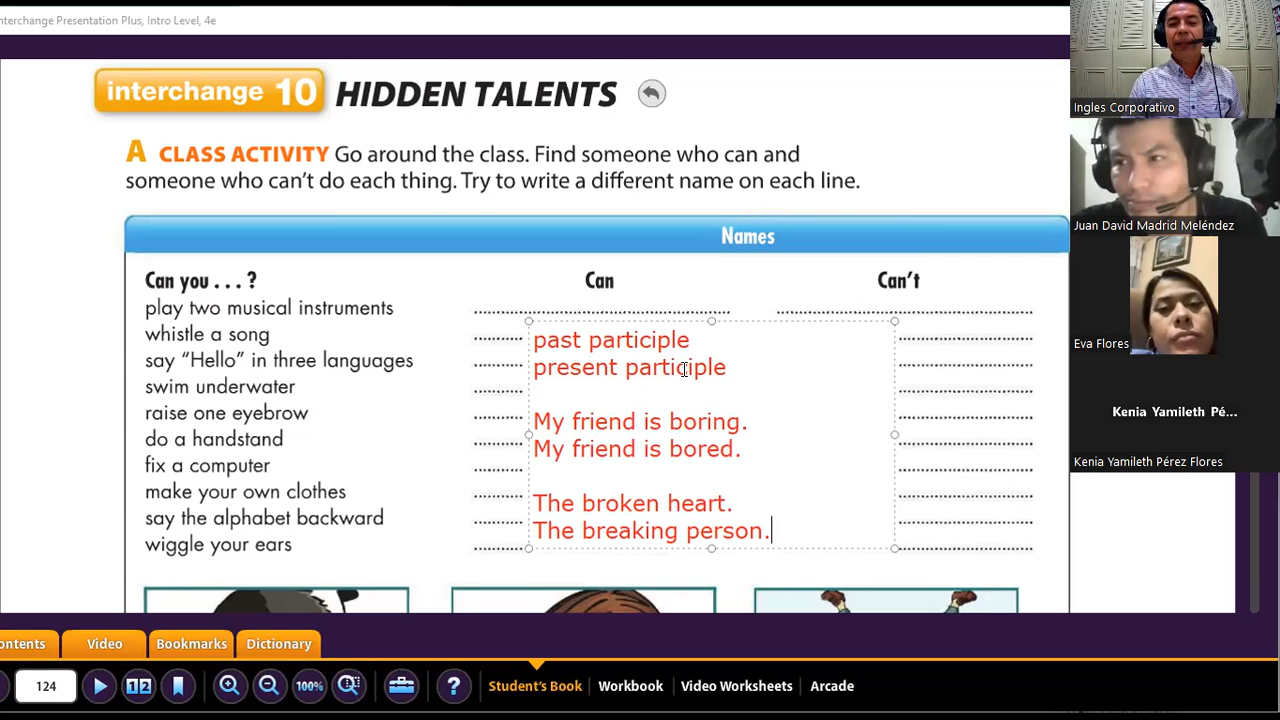 nterchange Presentation Plus, Intro Level, 4e
interchange 10 HIDDEN TALENTS
A CLASS ACTIVITY Go around the class. Find someone who can and
someone who can't do each thing. Try to write a different name on each line.
Names
Can you . . . ? Can Can't
play two musical instruments
whistle a song
say "Hello" in three languages
swim underwater
raise one eyebrow
do a handstand
fix a computer
make your own clothes
say the alphabet backward
wiggle your ears
past participle
present participle
My friend is boring.
My friend is bored.
The broken heart.
The breaking person.
Ingles Corporativo
Juan David Madrid Meléndez
Eva Flores
Kenia Yamileth Pé...
Kenia Yamileth Pérez Flores
ontents Video Bookmarks Dictionary
124 12 100% ? Student's Book Workbook Video Worksheets Arcade